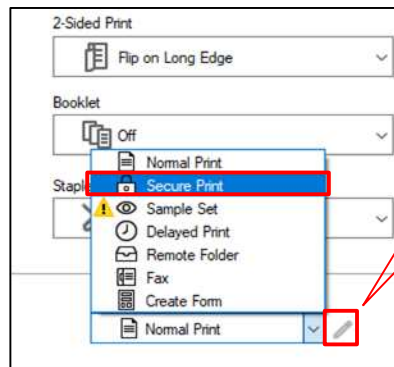 2-Sided Print
Flip on Long Edge
Booklet
Off
Normal Print
Secure Print
Sample Set
Delayed Print
Remote Folder
Fax
Create Form
Normal Print